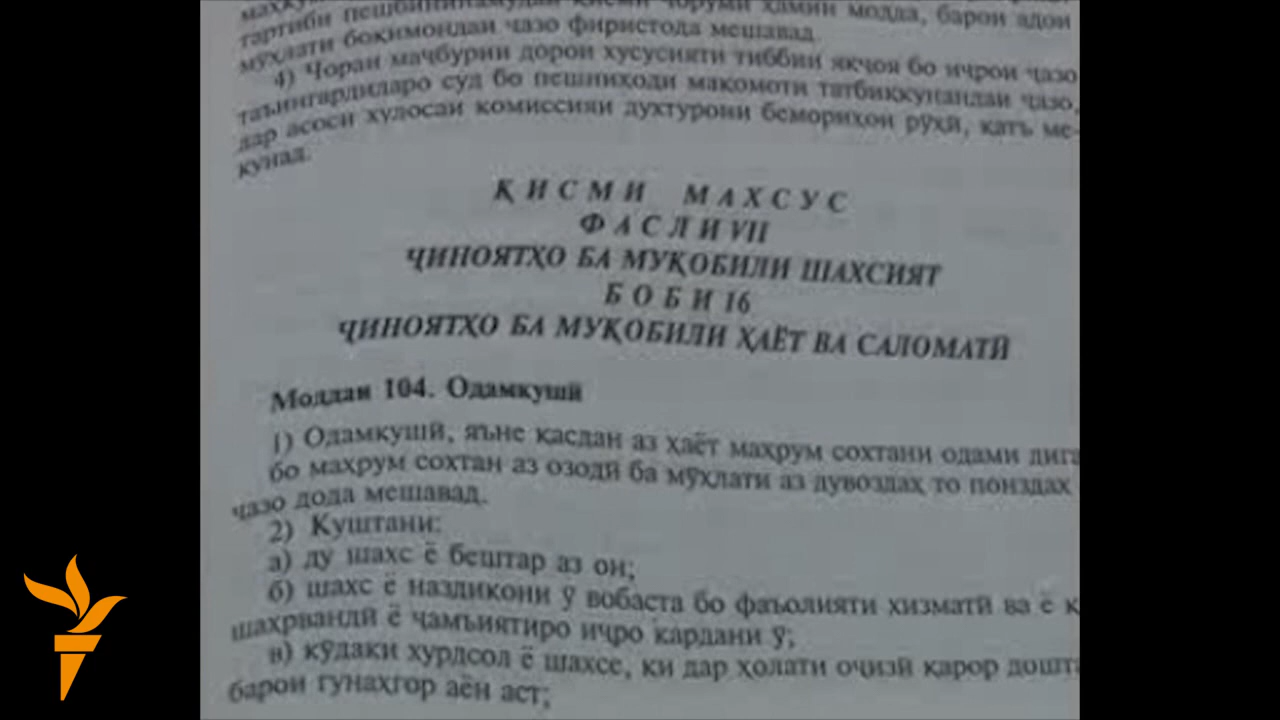 тартиби пешбининамудаи қисми чоруми ҳамин модда, барои адои
мӯҳлати боқимондаи ҷазо фиристода мешавад.
4) Чораи маҷбурии дорои хусусияти тиббии якҷоя бо иҷрои ҷазо
таъингардидаро суд бо пешниҳоди мақомоти татбиқкунандаи ҷазо,
дар асоси хулосаи комиссияи духтурони бемориҳои рӯҳӣ, қатъ ме-
кунад.
ҚИСМИ МАХСУС
ФАСЛИ VII
ҶИНОЯТҲО БА МУҚОБИЛИ ШАХСИЯТ
БОБИ 16
ҶИНОЯТҲО БА МУҚОБИЛИ ҲАЁТ ВА САЛОМАТӢ
Моддаи 104. Одамкушӣ
1) Одамкушӣ, яъне қасдан аз ҳаёт маҳрум сохтани одами
бо маҳрум сохтан аз озодӣ ба мӯҳлати аз дувоздаҳ то понздаҳ
ҷазо дода мешавад.
2) Куштани:
а) ду шахс ё бештар аз он;
б) шахс ё наздикони ӯ вобаста бо фаъолияти хизматӣ ва ё
шаҳрвандӣ ё ҷамъиятиро иҷро кардани ӯ;
в) кӯдаки хурдсол ё шахсе, ки дар ҳолати оҷизӣ қарор
барои гунаҳгор аён аст;